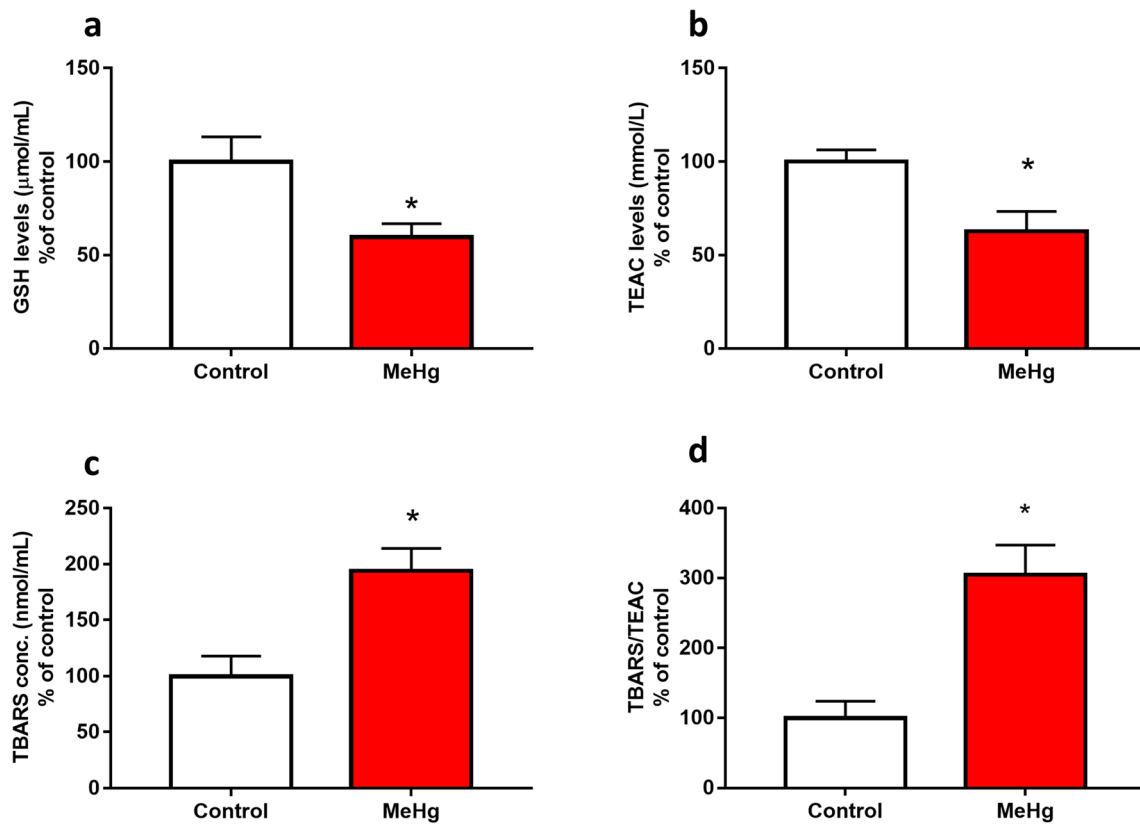 a
GSH levels (μmol/mL)
%of control
150
100
50
0
*
Control
MeHg
b
TEAC levels (mmol/L)
% of control
150
100
50
0
*
Control
MeHg
c
TBARS conc. (nmol/mL)
% of control
250
200
150
100
50
0
*
Control
MeHg
d
TBARS/TEAC
% of control
400
300
200
100
0
*
Control
MeHg